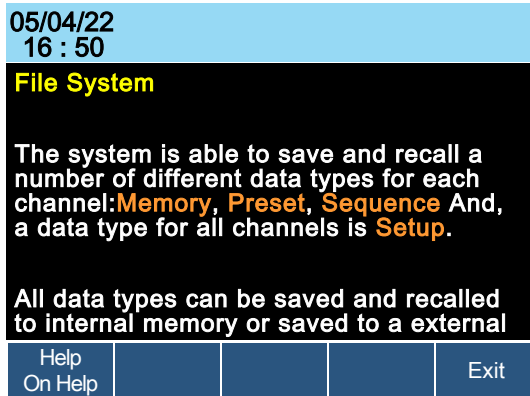 05/04/22
16 : 50
File System
The system is able to save and recall a
number of different data types for each
channel:Memory, Preset, Sequence And,
a data type for all channels is Setup.
All data types can be saved and recalled
to internal memory or saved to a external
Help
On Help
Exit